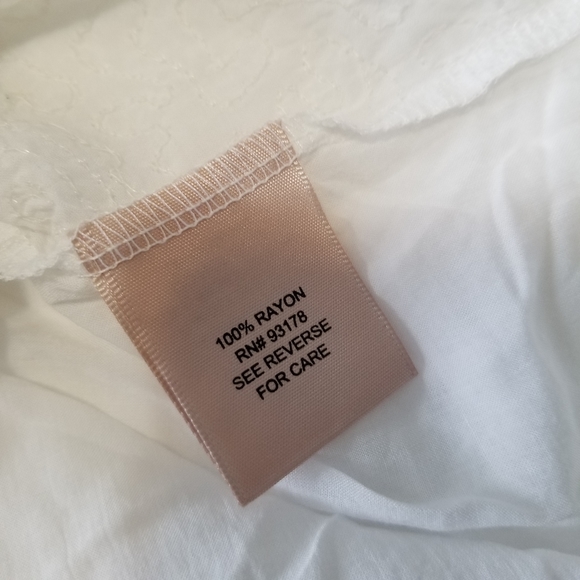 100% RAYON
RN# 93178
SEE REVERSE
FOR CARE